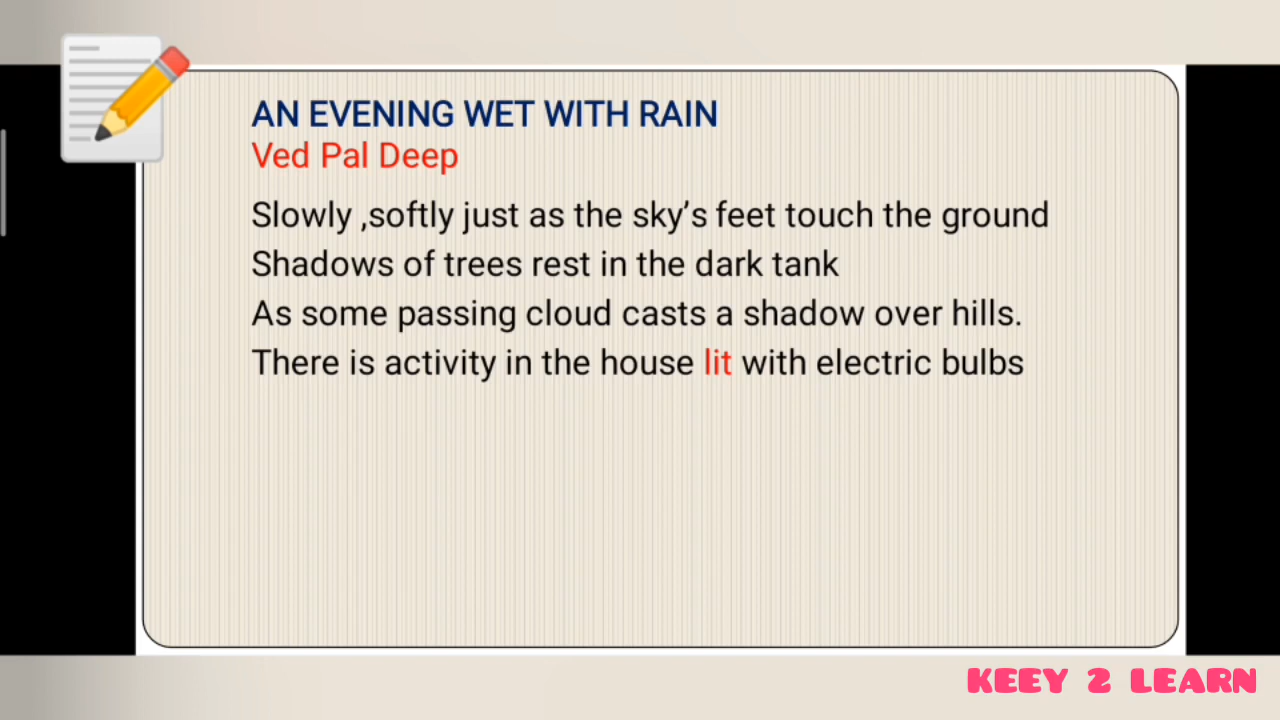 AN EVENING WET WITH RAIN
Ved Pal Deep
Slowly ,softly just as the sky’s feet touch the ground
Shadows of trees rest in the dark tank
As some passing cloud casts a shadow over hills.
There is activity in the house lit with electric bulbs
KEEY 2 LEARN